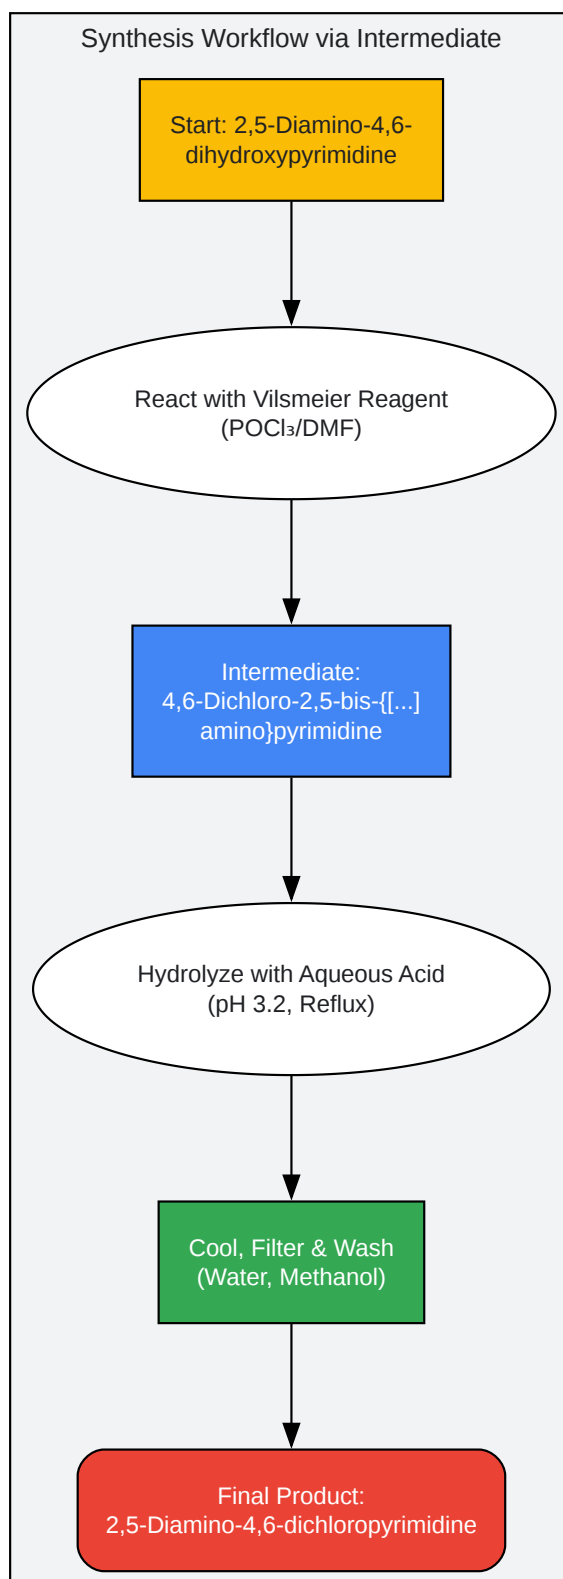 Synthesis Workflow via Intermediate
Start: 2,5-Diamino-4,6-
dihydroxypyrimidine
React with Vilsmeier Reagent
(POCl₃/DMF)
Intermediate:
4,6-Dichloro-2,5-bis-{[...]
amino}pyrimidine
Hydrolyze with Aqueous Acid
(pH 3.2, Reflux)
Cool, Filter & Wash
(Water, Methanol)
Final Product:
2,5-Diamino-4,6-dichloropyrimidine